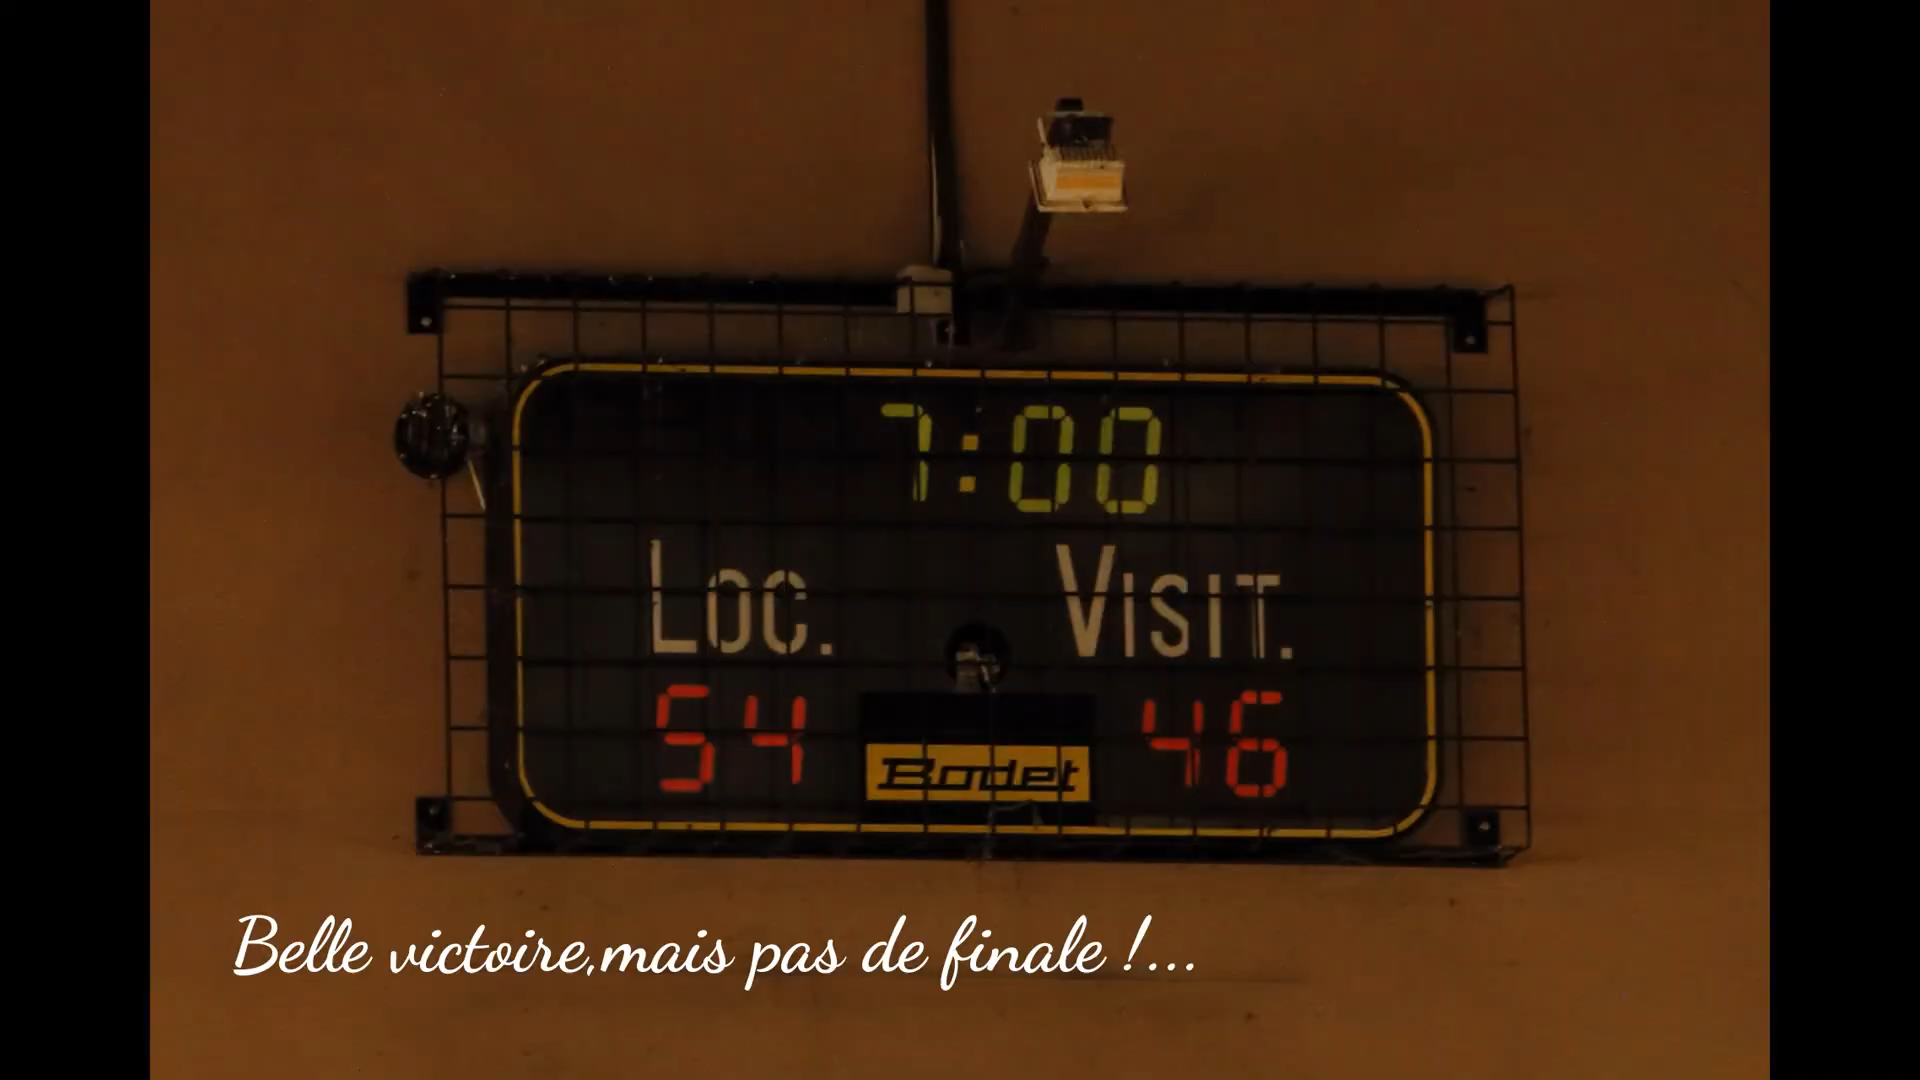 7:00
Loc. Visit.
54 46
Bodet
Belle victoire,mais pas de finale !...